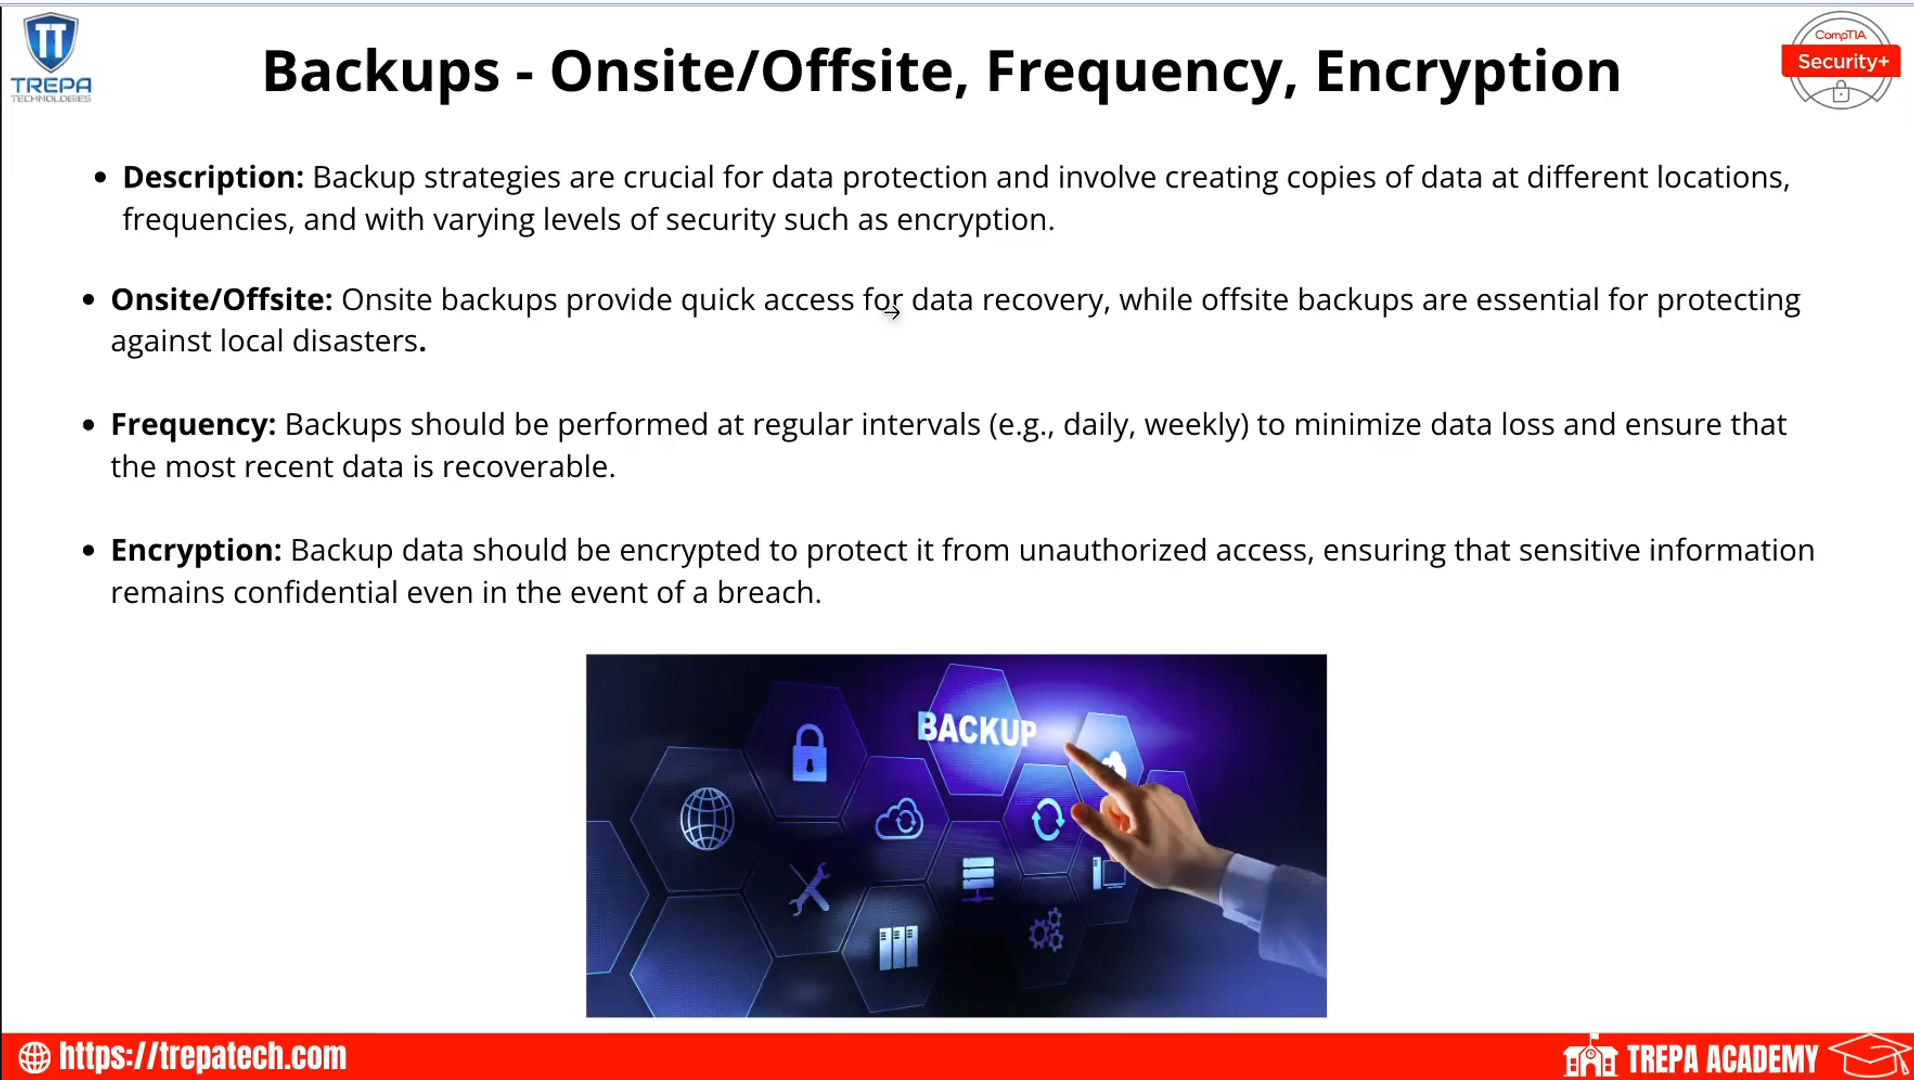 TREPA
TECHNOLOGIES
Backups - Onsite/Offsite, Frequency, Encryption
CompTIA
Security+
Description: Backup strategies are crucial for data protection and involve creating copies of data at different locations,
frequencies, and with varying levels of security such as encryption.
Onsite/Offsite: Onsite backups provide quick access for data recovery, while offsite backups are essential for protecting
against local disasters.
Frequency: Backups should be performed at regular intervals (e.g., daily, weekly) to minimize data loss and ensure that
the most recent data is recoverable.
Encryption: Backup data should be encrypted to protect it from unauthorized access, ensuring that sensitive information
remains confidential even in the event of a breach.
BACKUP
https://trepatech.com
TREPA ACADEMY